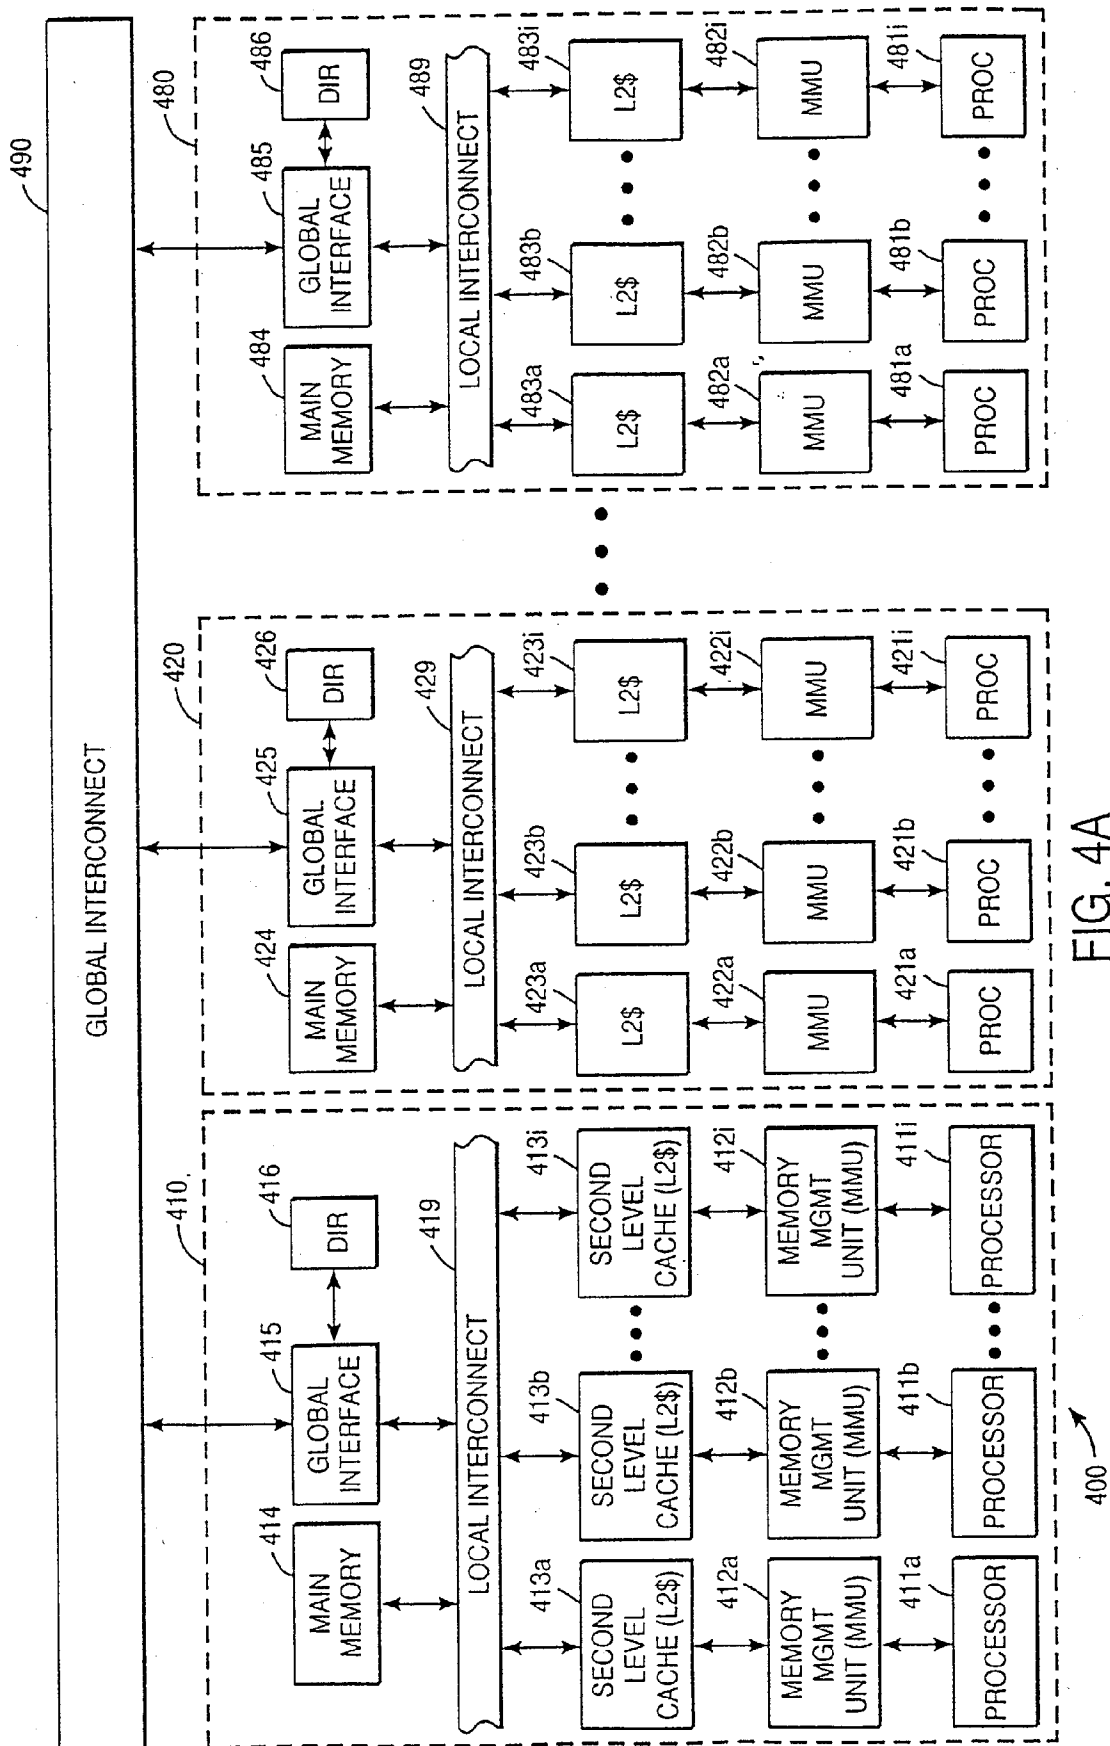 GLOBAL INTERCONNECT
490
410
MAIN
MEMORY
414
GLOBAL
INTERFACE
415
DIR
416
LOCAL INTERCONNECT
419
SECOND
LEVEL
CACHE (L2$)
413a
SECOND
LEVEL
CACHE (L2$)
413b
SECOND
LEVEL
CACHE (L2$)
413i
MEMORY
MGMT
UNIT (MMU)
412a
MEMORY
MGMT
UNIT (MMU)
412b
MEMORY
MGMT
UNIT (MMU)
412i
PROCESSOR
411a
PROCESSOR
411b
PROCESSOR
411i
420
MAIN
MEMORY
424
GLOBAL
INTERFACE
425
DIR
426
LOCAL INTERCONNECT
429
L2$
423a
L2$
423b
L2$
423i
MMU
422a
MMU
422b
MMU
422i
PROC
421a
PROC
421b
PROC
421i
480
MAIN
MEMORY
484
GLOBAL
INTERFACE
485
DIR
486
LOCAL INTERCONNECT
489
L2$
483a
L2$
483b
L2$
483i
MMU
482a
MMU
482b
MMU
482i
PROC
481a
PROC
481b
PROC
481i
400
FIG. 4A